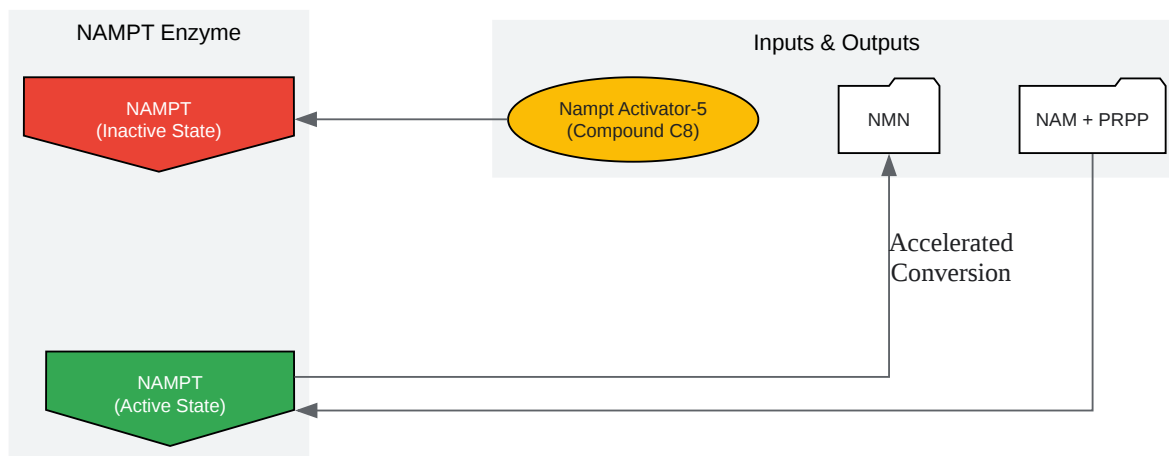 NAMPT Enzyme
Inputs & Outputs
NAMPT
(Inactive State)
Nampt Activator-5
(Compound C8)
NMN
NAM + PRPP
Accelerated
Conversion
NAMPT
(Active State)